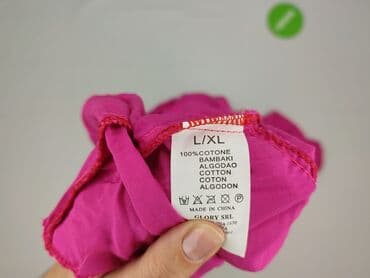 L/XL
100%COTONE
BAMBAKI
ALGODAO
COTTON
COTON
ALGODON
MADE IN CHINA
GLORY SRL